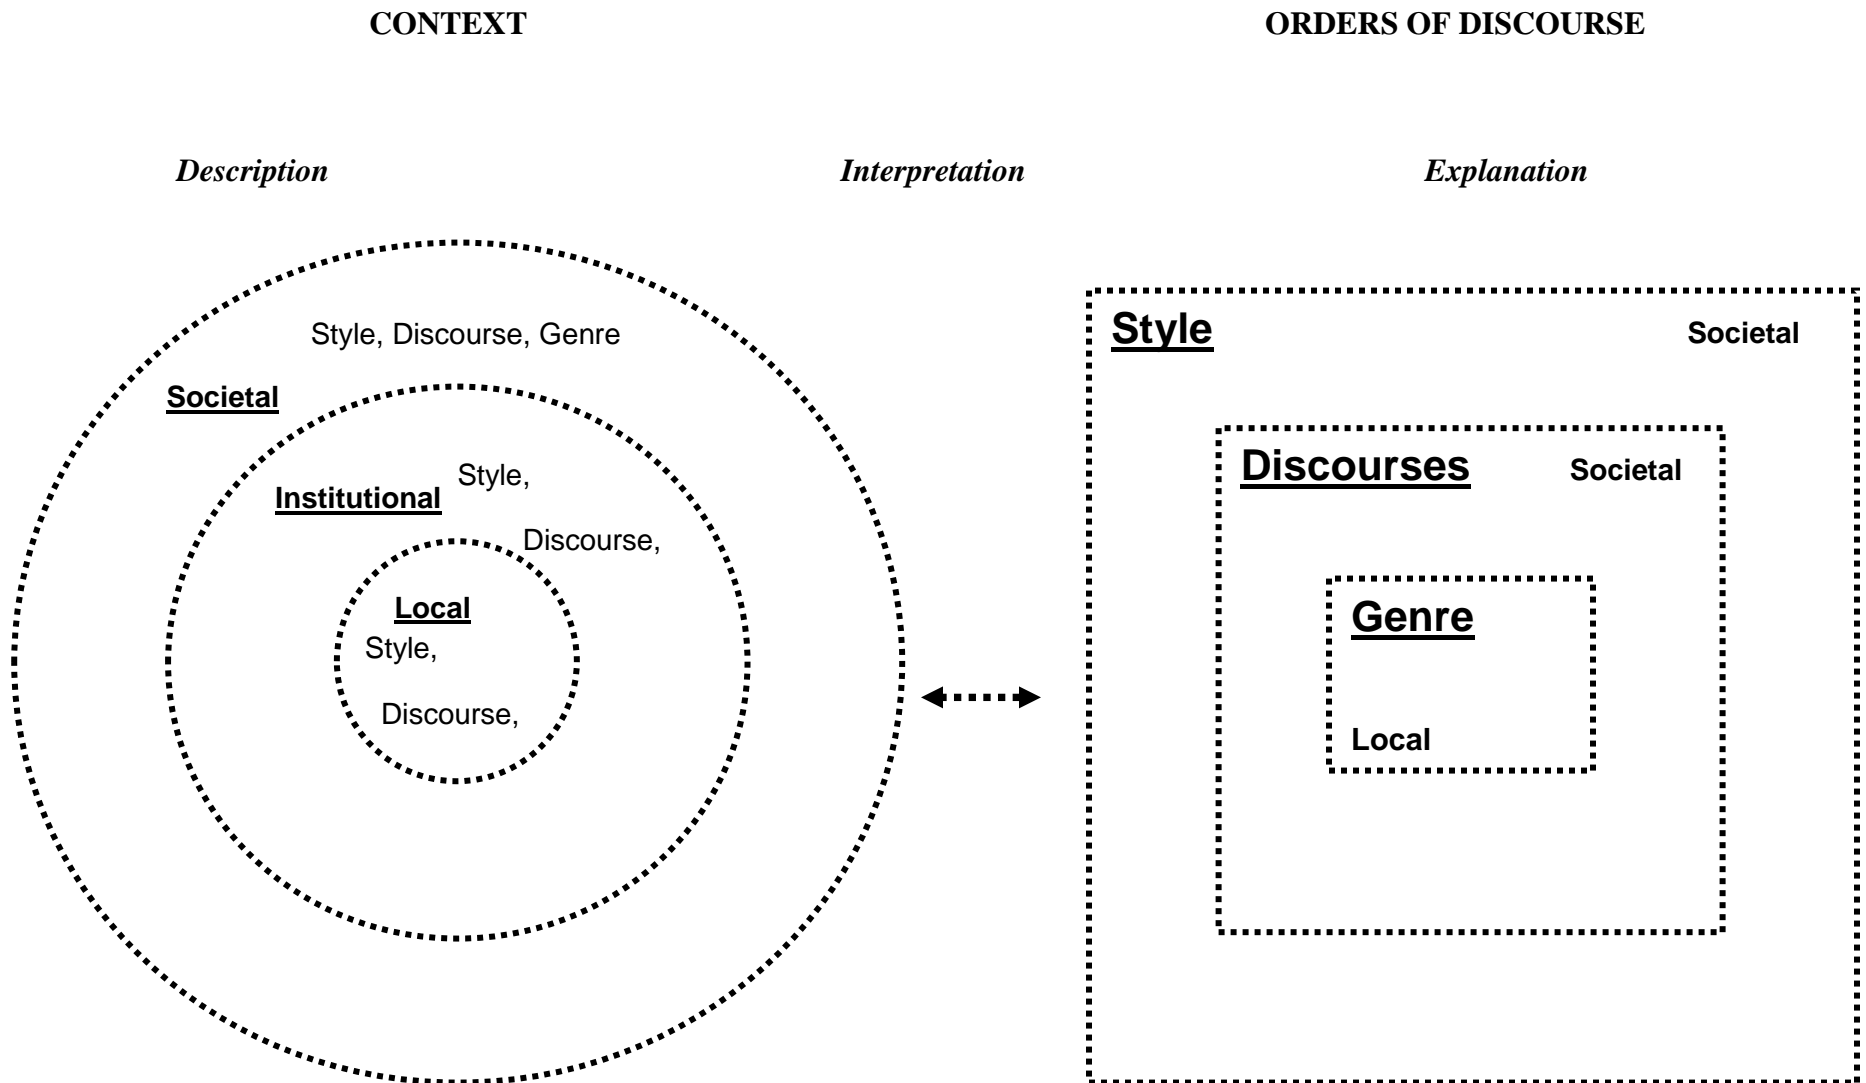 CONTEXT
ORDERS OF DISCOURSE
Description
Interpretation
Explanation
Style, Discourse, Genre
Societal
Style,
Institutional
Discourse,
Local
Style,
Discourse,
Style
Societal
Discourses
Societal
Genre
Local